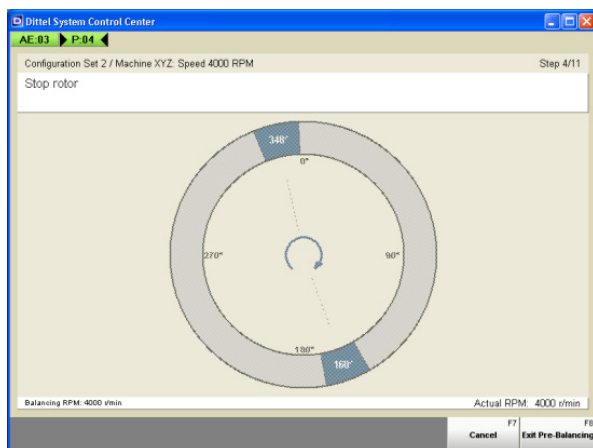 Dittel System Control Center
AE:03 P:04
Configuration Set 2 / Machine XYZ: Speed 4000 RPM Step 4/11
Stop rotor
348°
0°
270° 90°
180°
160°
Balancing RPM: 4000 r/min Actual RPM: 4000 r/min
F7 F8
Cancel Exit Pre-Balancing